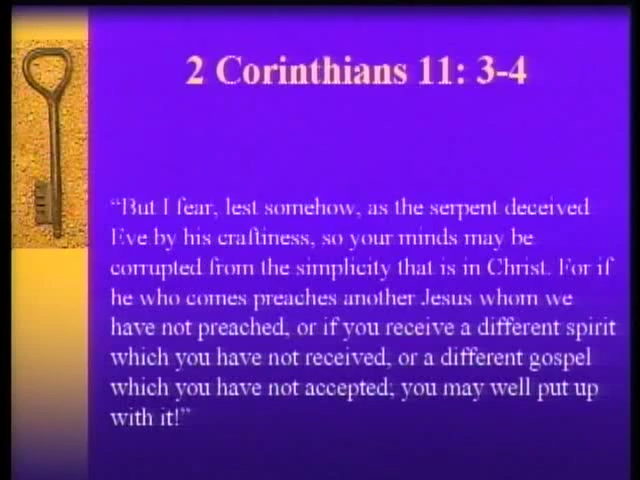 2 Corinthians 11: 3-4
“But I fear, lest somehow, as the serpent deceived
Eve by his craftiness, so your minds may be
corrupted from the simplicity that is in Christ. For if
he who comes preaches another Jesus whom we
have not preached, or if you receive a different spirit
which you have not received, or a different gospel
which you have not accepted; you may well put up
with it!”